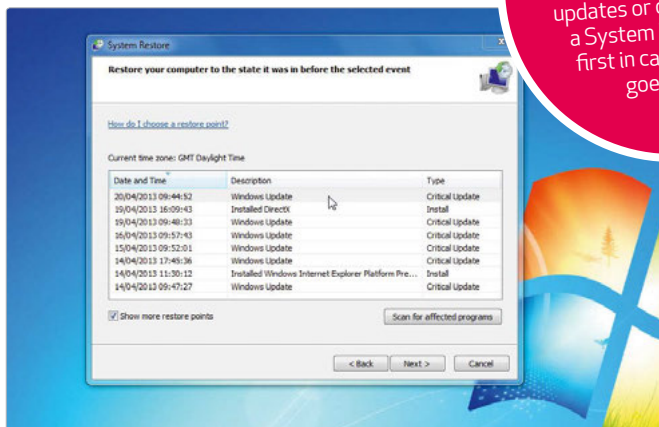 updates or
a System
first in
System Restore
Restore your computer to the state it was in before the selected event
How do I choose a restore point?
Current time zone: GMT Daylight Time
Date and Time Description Type
20/04/2013 09:44:52 Windows Update Critical Update
19/04/2013 16:09:43 Installed DirectX Install
19/04/2013 09:48:33 Windows Update Critical Update
16/04/2013 09:57:43 Windows Update Critical Update
15/04/2013 09:52:01 Windows Update Critical Update
14/04/2013 17:45:36 Windows Update Critical Update
14/04/2013 11:30:12 Installed Windows Internet Explorer Platform Pre... Install
14/04/2013 09:47:27 Windows Update Critical Update
Show more restore points Scan for affected programs
< Back Next > Cancel